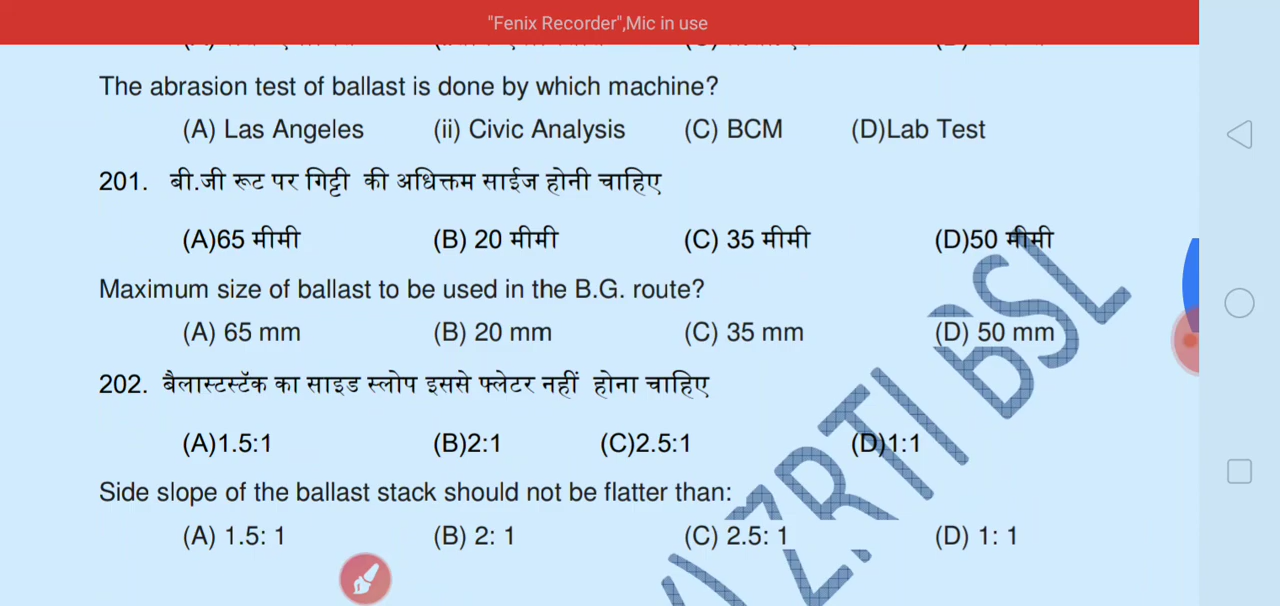 "Fenix Recorder",Mic in use
The abrasion test of ballast is done by which machine?
(A) Las Angeles (ii) Civic Analysis (C) BCM (D)Lab Test
201. बी.जी रूट पर गिट्टी की अधिक्तम साईज होनी चाहिए
(A)65 मीमी (B) 20 मीमी (C) 35 मीमी (D)50 मीमी
Maximum size of ballast to be used in the B.G. route?
(A) 65 mm (B) 20 mm (C) 35 mm (D) 50 mm
202. बैलास्टस्टॅक का साइड स्लोप इससे फ्लेटर नहीं होना चाहिए
(A)1.5:1 (B)2:1 (C)2.5:1 (D)1:1
Side slope of the ballast stack should not be flatter than:
(A) 1.5: 1 (B) 2: 1 (C) 2.5: 1 (D) 1: 1
ZRTI BSL